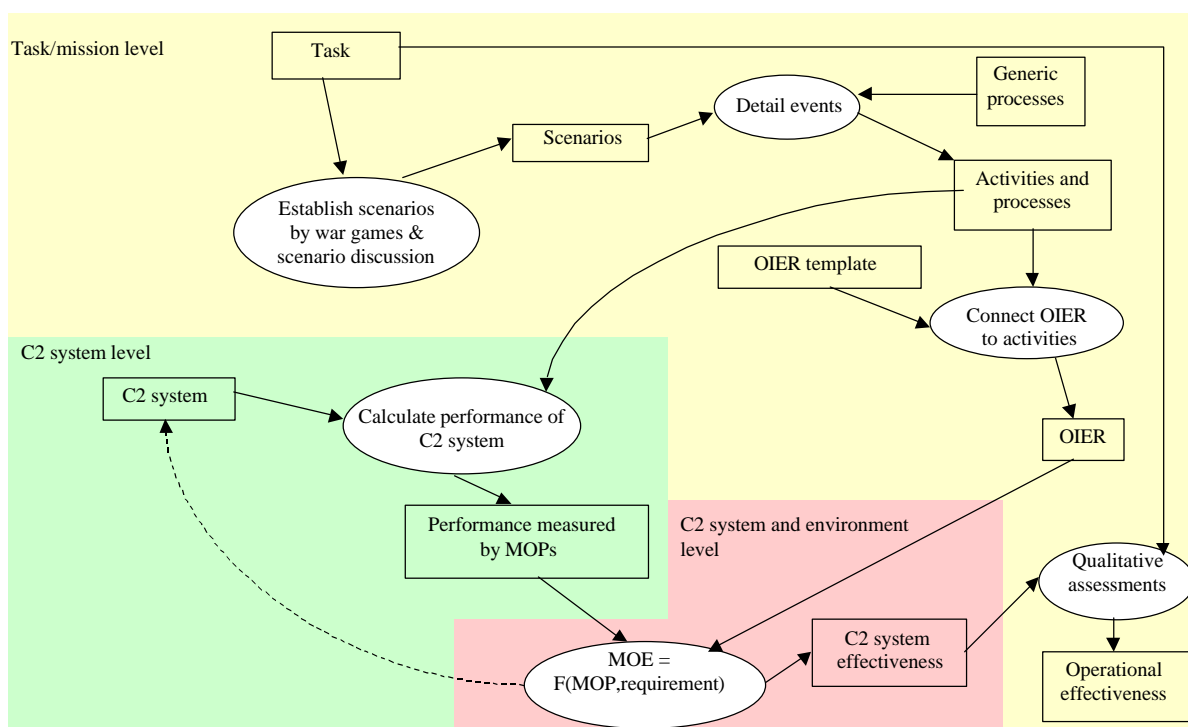 Task/mission level
Task
Generic
processes
Detail events
Scenarios
Establish scenarios
by war games &
scenario discussion
Activities and
processes
OIER template
Connect OIER
to activities
C2 system level
C2 system
Calculate performance of
C2 system
OIER
Performance measured
by MOPs
C2 system and environment
level
Qualitative
assessments
MOE =
F(MOP,requirement)
C2 system
effectiveness
Operational
effectiveness